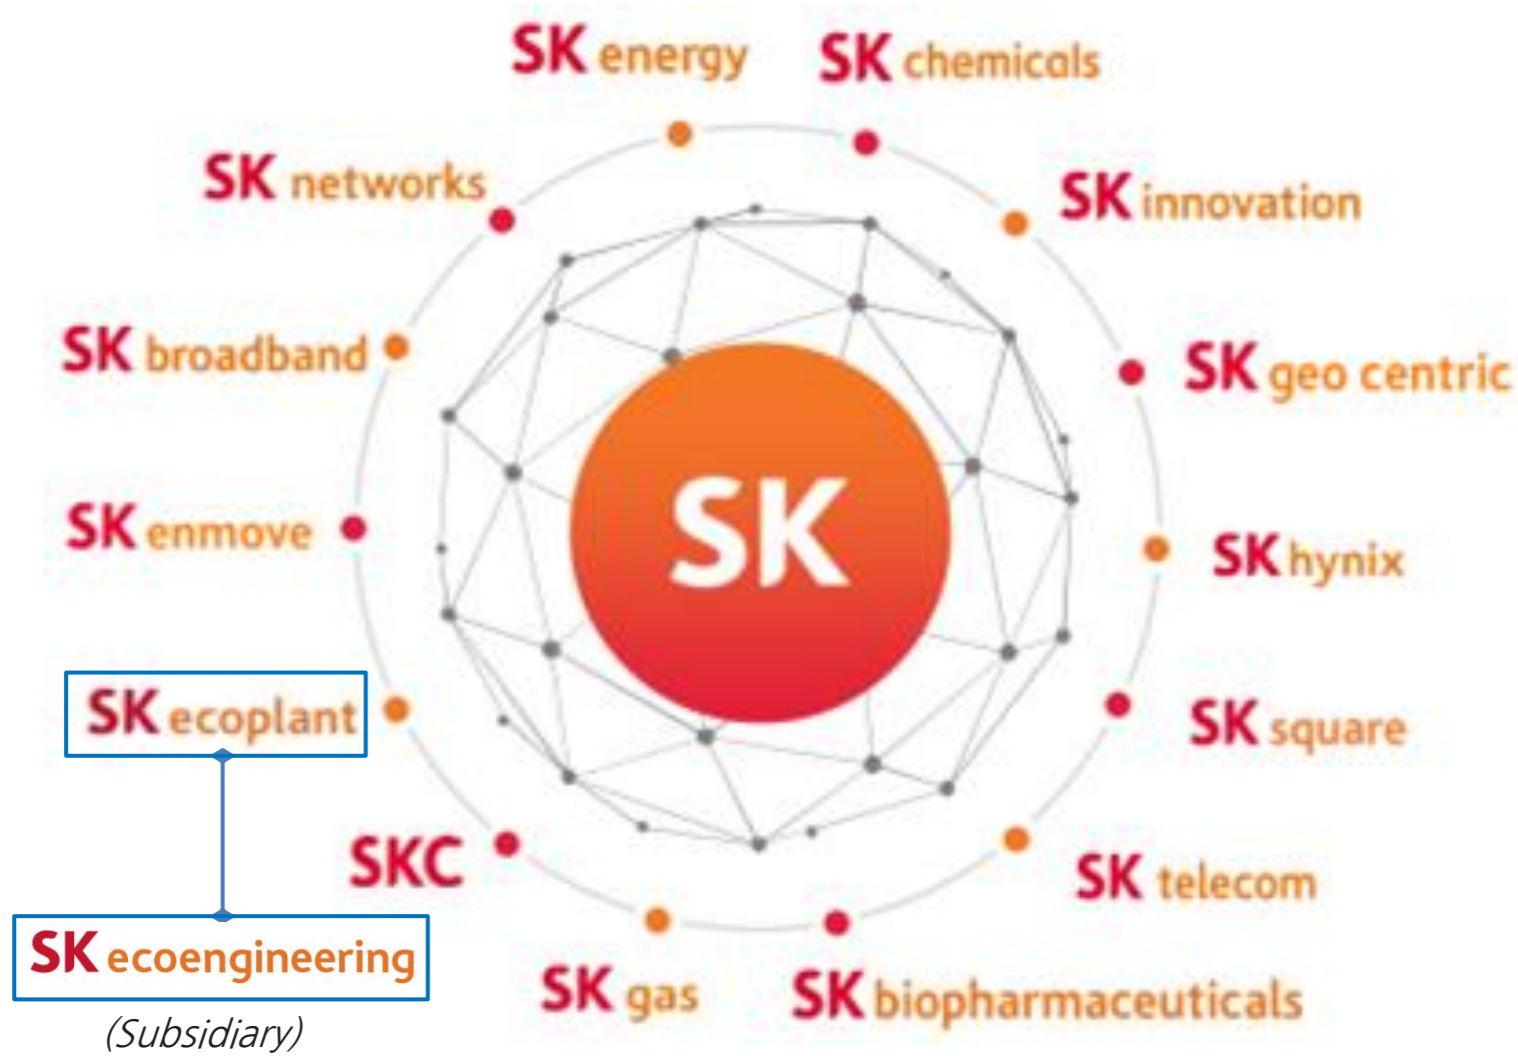 SK energy
SK chemicals
SK networks
SK innovation
SK broadband
SK geo centric
SK
SK enmove
SK hynix
SK ecoplant
SK square
SKC
SK telecom
SK ecoengineering
SK gas
SK biopharmaceuticals
(Subsidiary)